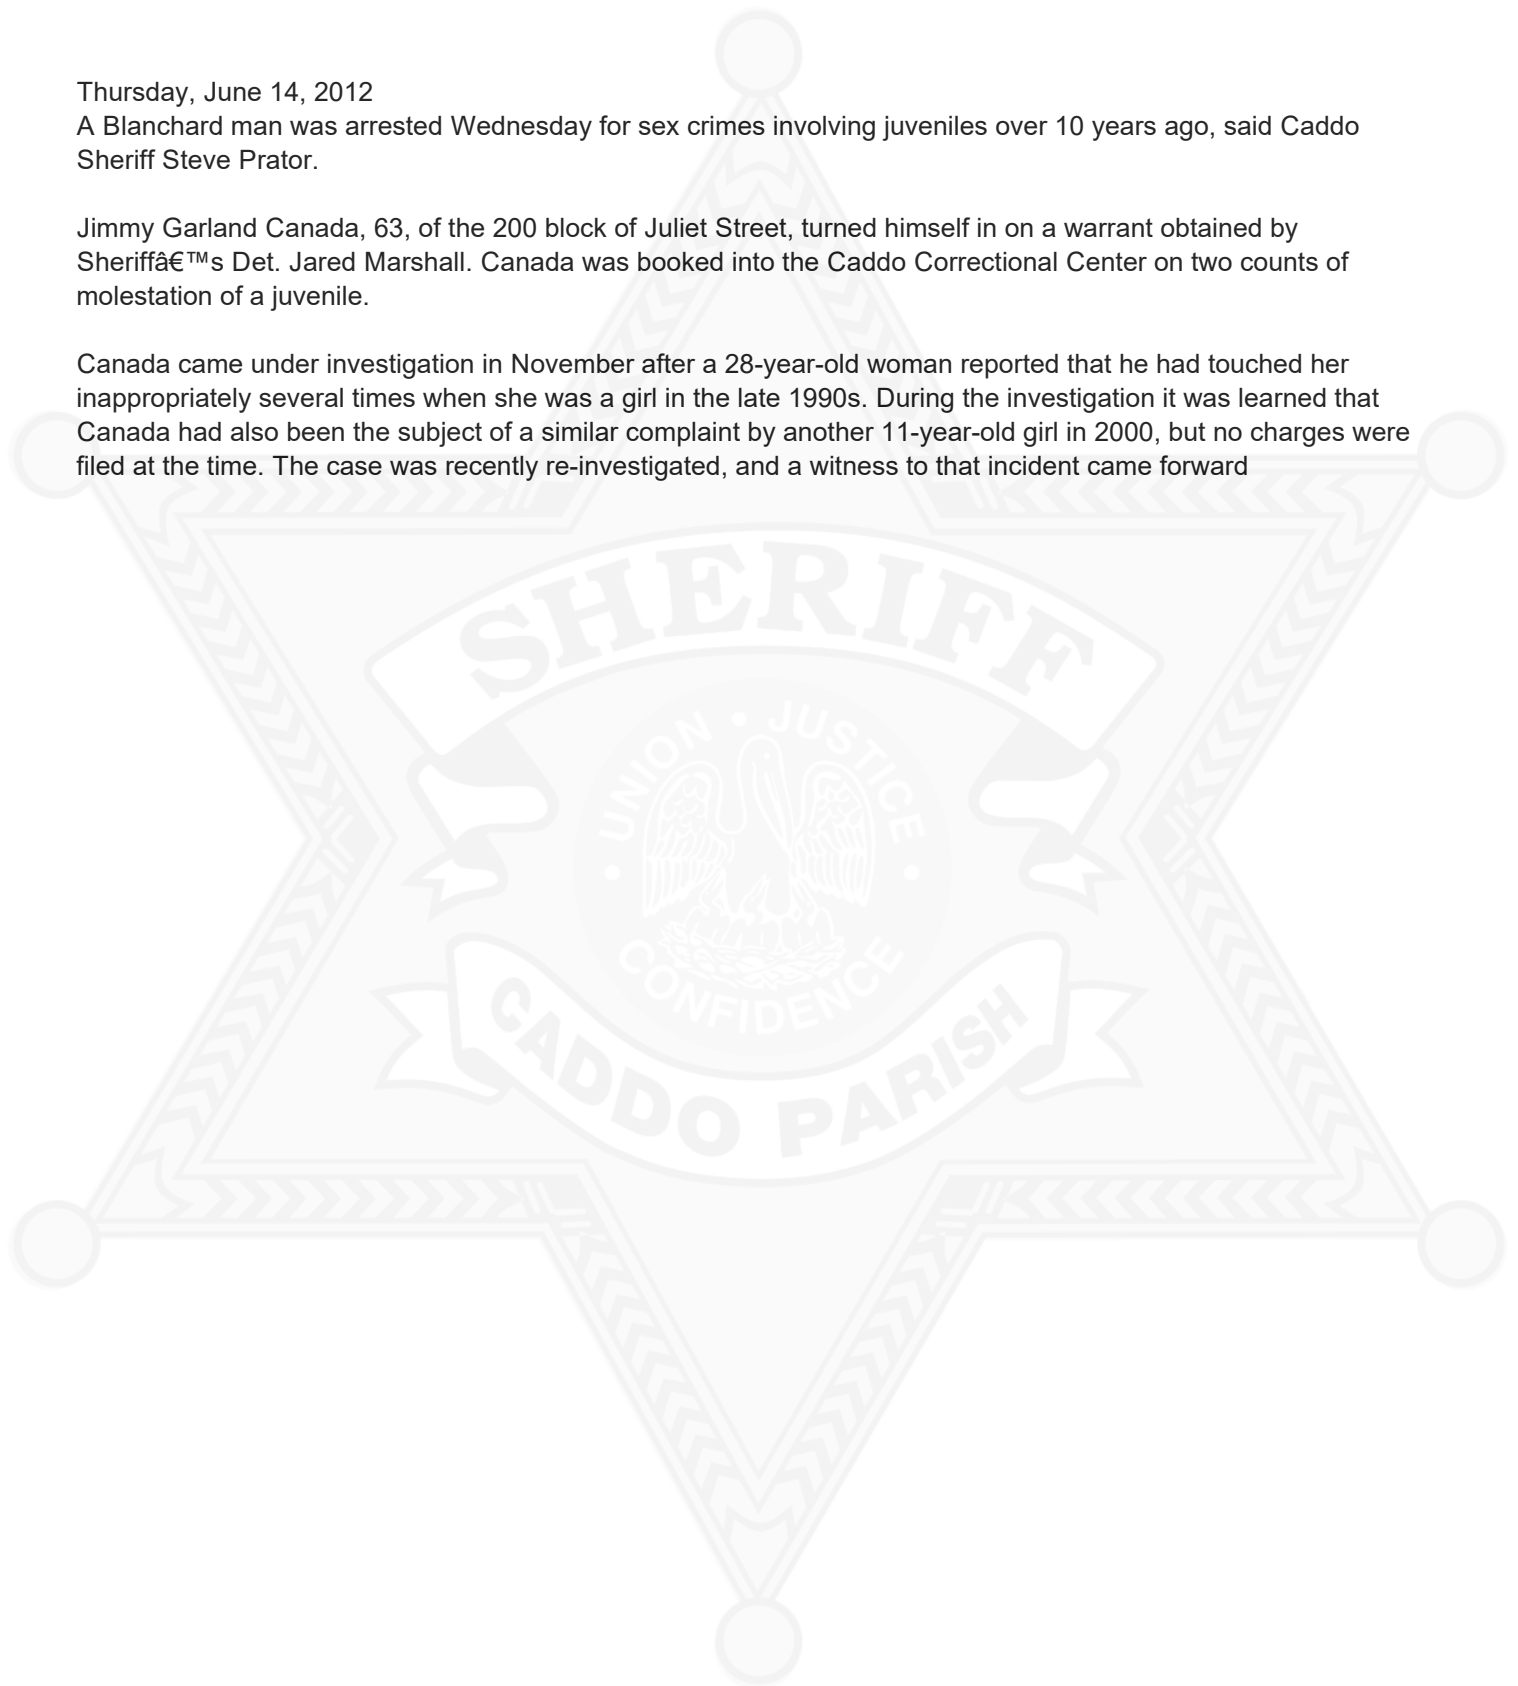 Thursday, June 14, 2012
A Blanchard man was arrested Wednesday for sex crimes involving juveniles over 10 years ago, said Caddo
Sheriff Steve Prator.
Jimmy Garland Canada, 63, of the 200 block of Juliet Street, turned himself in on a warrant obtained by
Sheriffâ€™s Det. Jared Marshall. Canada was booked into the Caddo Correctional Center on two counts of
molestation of a juvenile.
Canada came under investigation in November after a 28-year-old woman reported that he had touched her
inappropriately several times when she was a girl in the late 1990s. During the investigation it was learned that
Canada had also been the subject of a similar complaint by another 11-year-old girl in 2000, but no charges were
filed at the time. The case was recently re-investigated, and a witness to that incident came forward
SHERIFF
UNION • JUSTICE
• CONFIDENCE •
CADDO PARISH